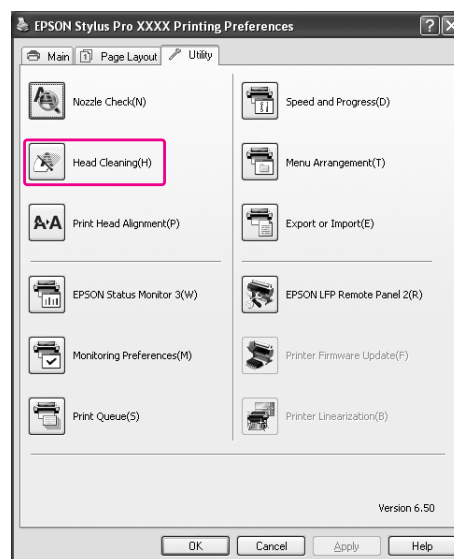 EPSON Stylus Pro XXXX Printing Preferences
Main Page Layout Utility
Nozzle Check(N)
Speed and Progress(D)
Head Cleaning(H)
Menu Arrangement(T)
Print Head Alignment(P)
Export or Import(E)
EPSON Status Monitor 3(W)
EPSON LFP Remote Panel 2(R)
Monitoring Preferences(M)
Printer Firmware Update(F)
Print Queue(S)
Printer Linearization(B)
Version 6.50
OK Cancel Apply Help